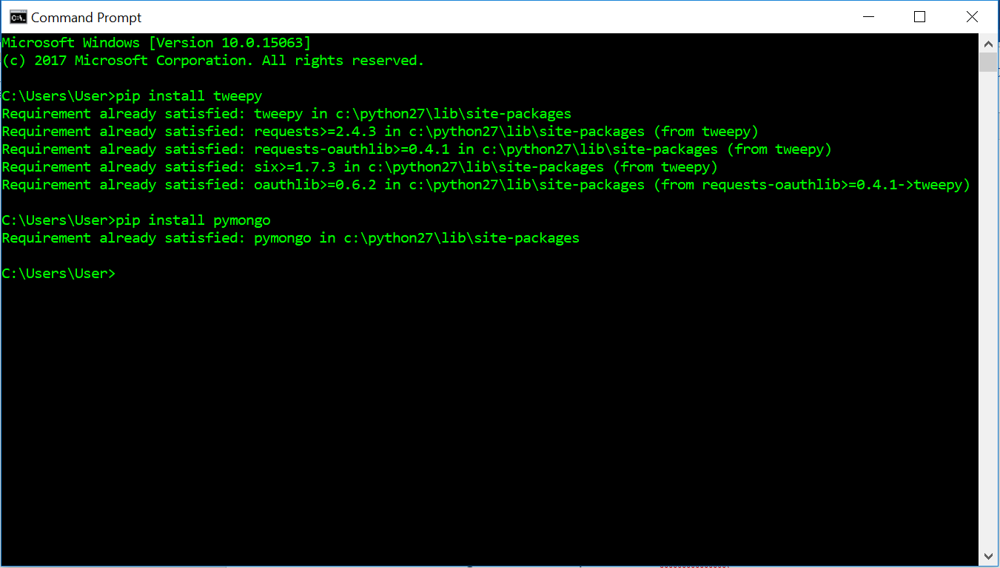 Command Prompt
Microsoft Windows [Version 10.0.15063]
(c) 2017 Microsoft Corporation. All rights reserved.
C:\Users\User>pip install tweepy
Requirement already satisfied: tweepy in c:\python27\lib\site-packages
Requirement already satisfied: requests>=2.4.3 in c:\python27\lib\site-packages (from tweepy)
Requirement already satisfied: requests-oauthlib>=0.4.1 in c:\python27\lib\site-packages (from tweepy)
Requirement already satisfied: six>=1.7.3 in c:\python27\lib\site-packages (from tweepy)
Requirement already satisfied: oauthlib>=0.6.2 in c:\python27\lib\site-packages (from requests-oauthlib>=0.4.1->tweepy)
C:\Users\User>pip install pymongo
Requirement already satisfied: pymongo in c:\python27\lib\site-packages
C:\Users\User>